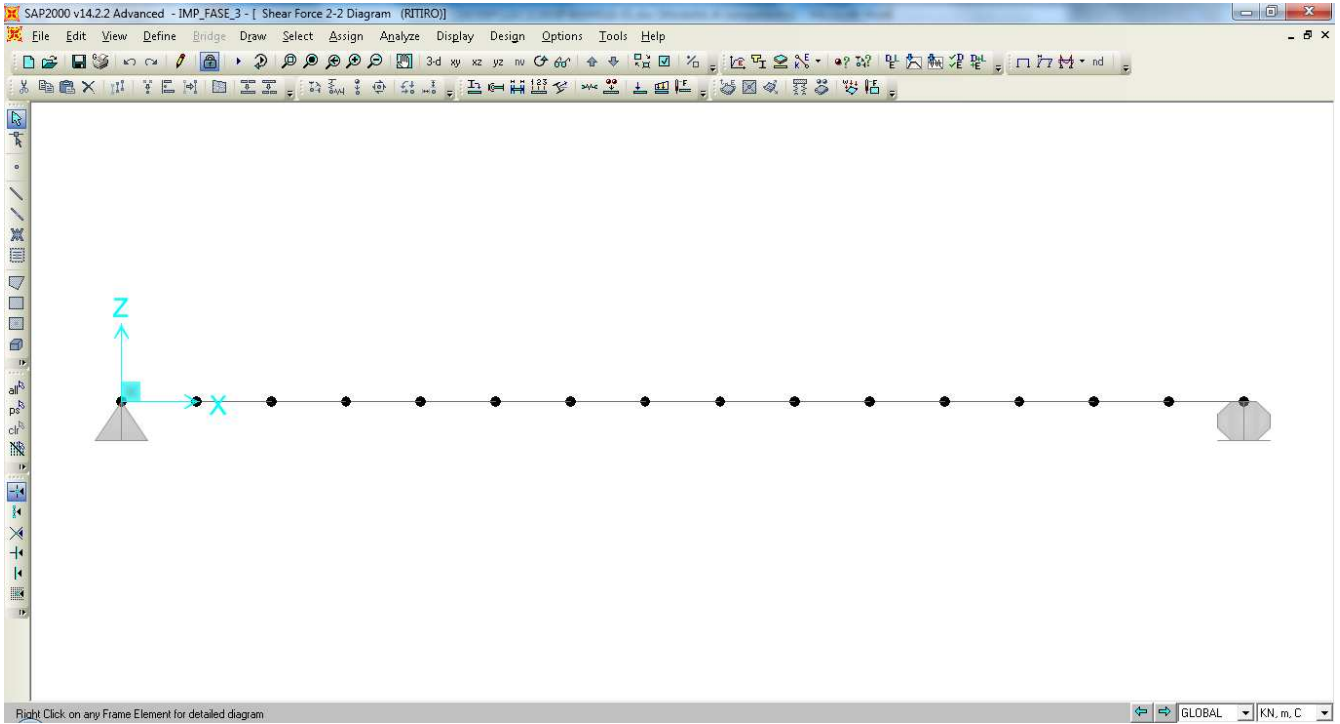 SAP2000 v14.2.2 Advanced - IMP_FASE_3 - [ Shear Force 2-2 Diagram (RITIRO)]
File Edit View Define Bridge Draw Select Assign Analyze Display Design Options Tools Help
3-d xy xz yz nv nd
Z
X
all
ps
clr
Right Click on any Frame Element for detailed diagram
GLOBAL
KN, m, C